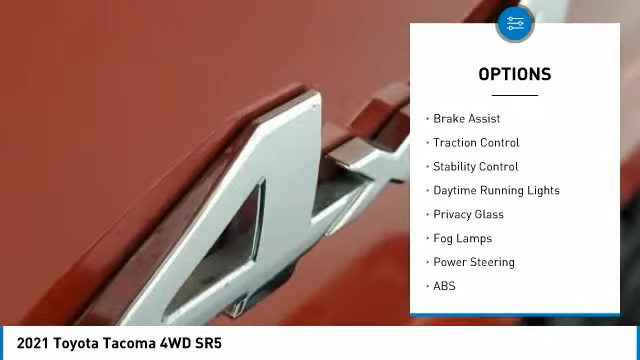 OPTIONS
• Brake Assist
• Traction Control
• Stability Control
• Daytime Running Lights
• Privacy Glass
• Fog Lamps
• Power Steering
• ABS
4x
2021 Toyota Tacoma 4WD SR5